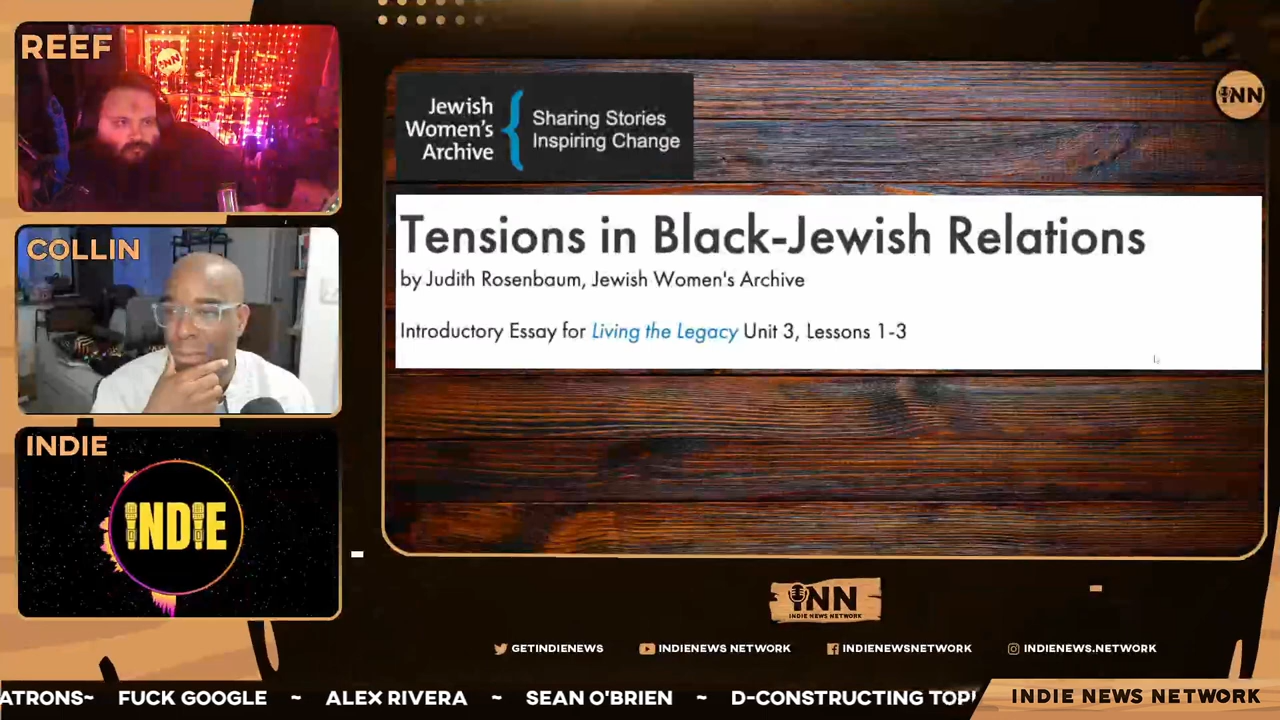 REEF
iNN
COLLIN
INDIE
iNDIE
Jewish
Women's
Archive
Sharing Stories
Inspiring Change
iNN
Tensions in Black-Jewish Relations
by Judith Rosenbaum, Jewish Women's Archive
Introductory Essay for Living the Legacy Unit 3, Lessons 1-3
iNN
INDIE NEWS NETWORK
GETINDIENEWS
INDIENEWS NETWORK
INDIENEWSNETWORK
INDIENEWS.NETWORK
ATRONS~ FUCK GOOGLE ~ ALEX RIVERA ~ SEAN O'BRIEN ~ D-CONSTRUCTING TOPI
INDIE NEWS NETWORK